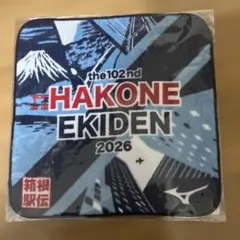 the 102nd
HAKONE
EKIDEN
2026
箱根
駅伝